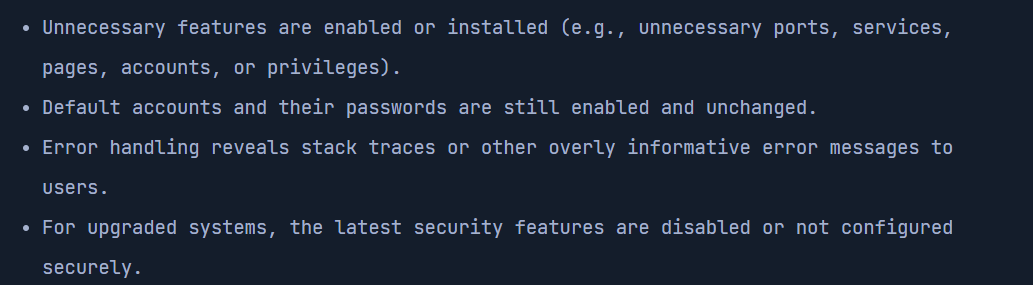 • Unnecessary features are enabled or installed (e.g., unnecessary ports, services,
pages, accounts, or privileges).
• Default accounts and their passwords are still enabled and unchanged.
• Error handling reveals stack traces or other overly informative error messages to
users.
• For upgraded systems, the latest security features are disabled or not configured
securely.